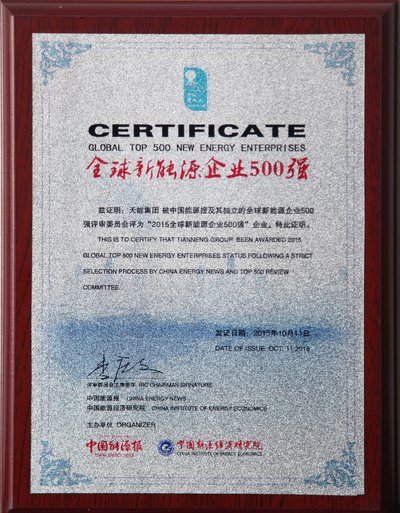 CERTIFICATE
GLOBAL TOP 500 NEW ENERGY ENTERPRISES
全球新能源企业500强
兹证明：天能集团 被中国能源报及其独立的全球新能源企业500
强评审委员会评为“2015全球新能源企业500强”企业，特此证明。
THIS IS TO CERTIFY THAT TIANNENG GROUP BEEN AWARDED 2015
GLOBAL TOP 500 NEW ENERGY ENTERPRISES STATUS FOLLOWING A STRICT
SELECTION PROCESS BY CHINA ENERGY NEWS AND TOP 500 REVIEW
COMMITTEE.
发证日期：2015年10月11日
DATE OF ISSUE: OCT. 11 2015
评审委员会主席签字 CHAIRMAN SIGNATURE
中国能源报 CHINA ENERGY NEWS
中国能源经济研究院 CHINA INSTITUTE OF ENERGY ECONOMICS
主办单位 ORGANIZER
中国能源报 中国能源经济研究院
CHINA INSTITUTE OF ENERGY ECONOMICS